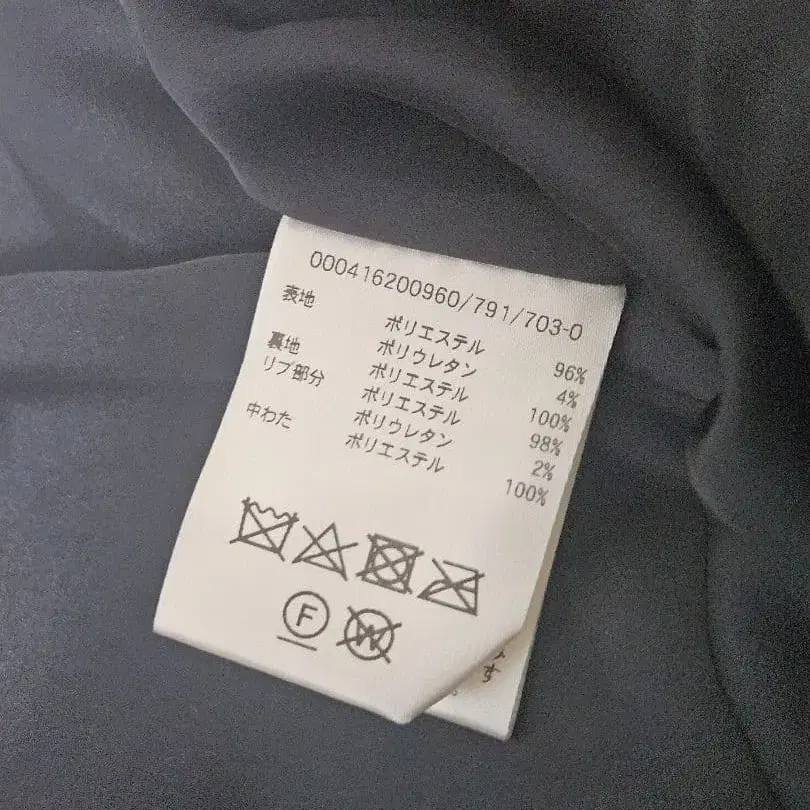 000416200960/791/703-0
表地 ポリエステル 96%
ポリウレタン 4%
裏地 ポリエステル 100%
リブ部分 ポリエステル 98%
ポリウレタン 2%
中わた ポリエステル 100%
F
W
す